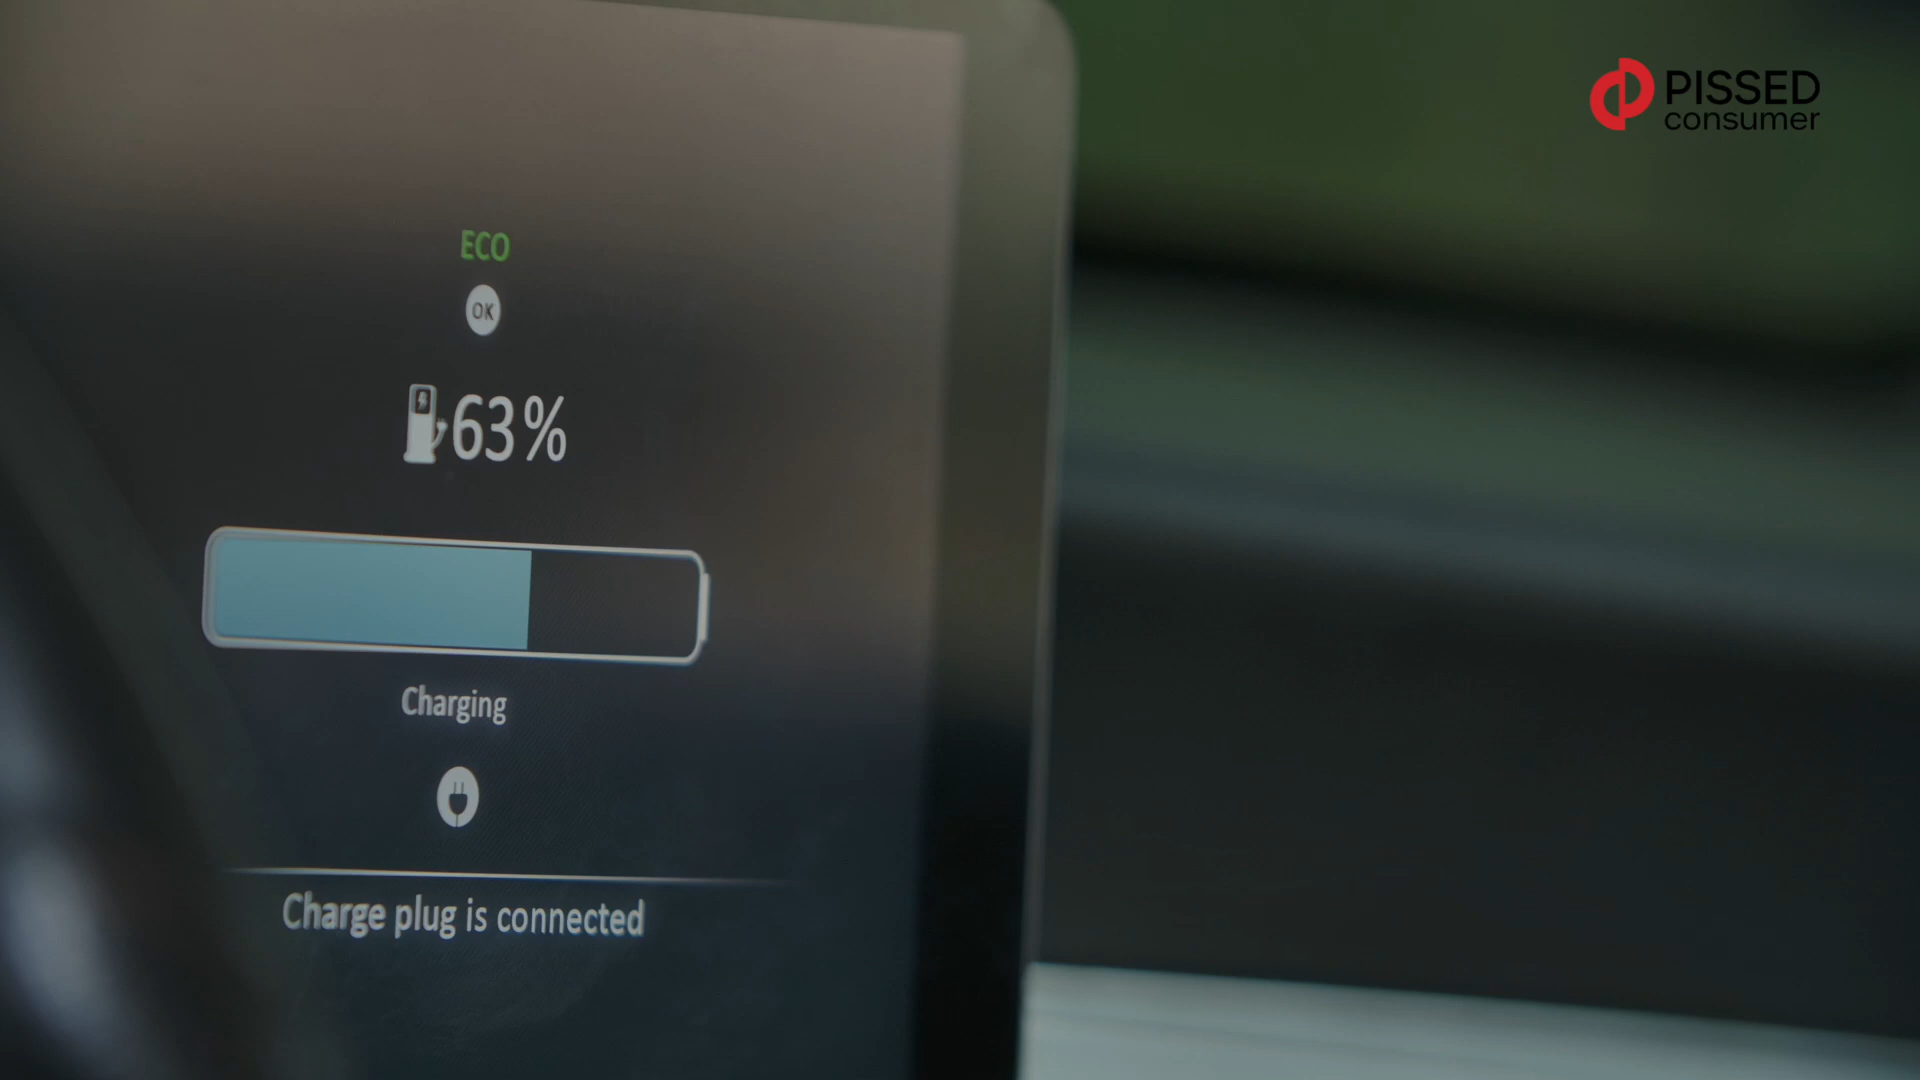 PISSED
consumer
ECO
OK
63%
Charging
Charge plug is connected